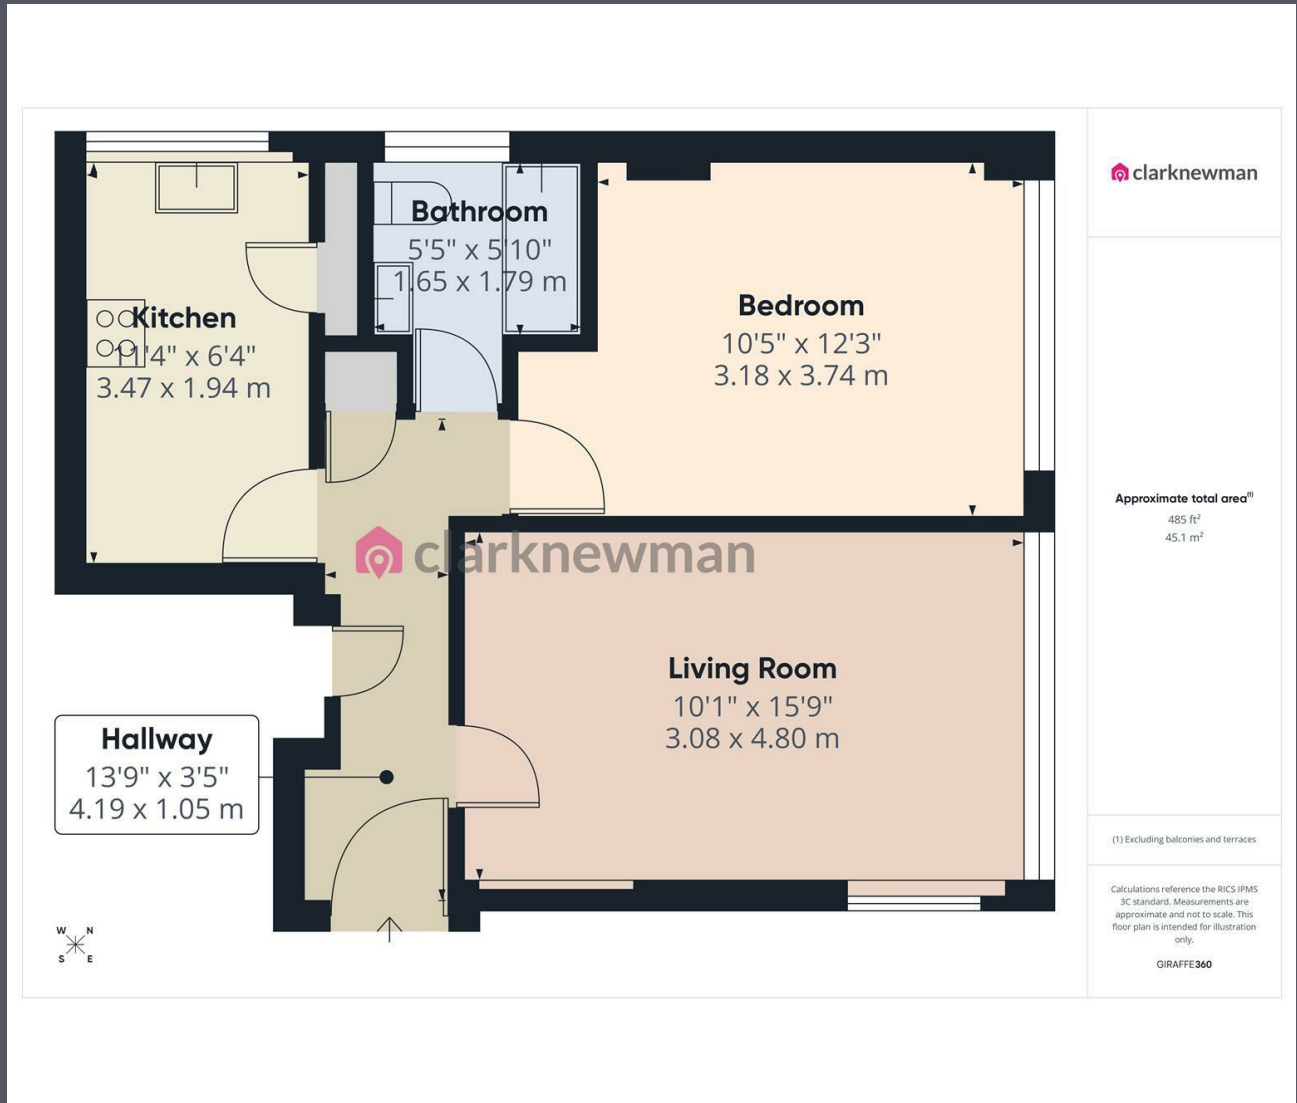 clarknewman
Bathroom
5'5" x 5'10"
1.65 x 1.79 m
Kitchen
11'4" x 6'4"
3.47 x 1.94 m
Bedroom
10'5" x 12'3"
3.18 x 3.74 m
Approximate total area(1)
485 ft²
45.1 m²
clarknewman
Living Room
10'1" x 15'9"
3.08 x 4.80 m
Hallway
13'9" x 3'5"
4.19 x 1.05 m
(1) Excluding balconies and terraces
Calculations reference the RICS IPMS
3C standard. Measurements are
approximate and not to scale. This
floor plan is intended for illustration
only.
GIRAFFE360
W N
S E